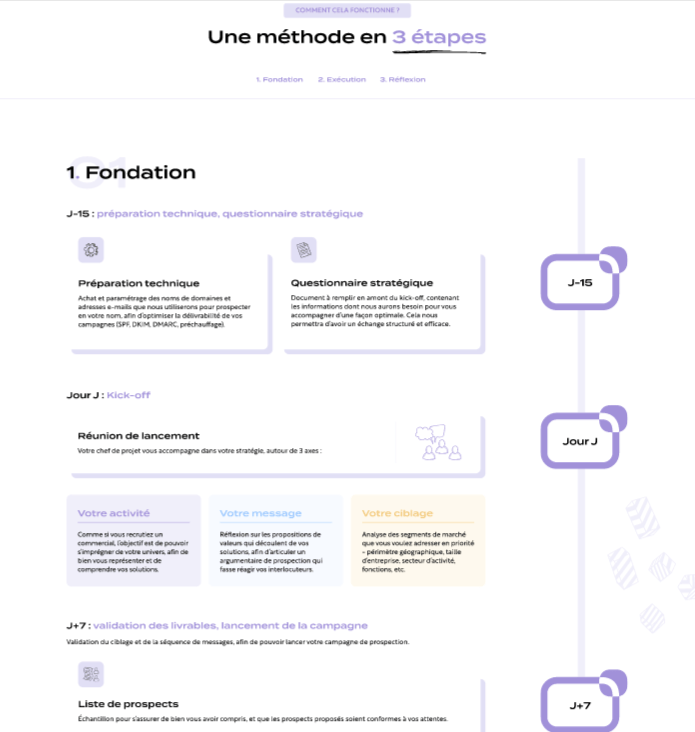 COMMENT CELA FONCTIONNE ?
Une méthode en 3 étapes
1. Fondation 2. Exécution 3. Réflexion
01
1. Fondation
J-15 : préparation technique, questionnaire stratégique
Préparation technique
Achat et paramétrage des noms de domaines et
adresses e-mails que nous utiliserons pour prospecter
en votre nom, afin d'optimiser la délivrabilité de vos
campagnes (SPF, DKIM, DMARC, préchauffage).
Questionnaire stratégique
Document à remplir en amont du kick-off, contenant
les informations dont nous aurons besoin pour vous
accompagner d'une façon optimale. Cela nous
permettra d'avoir un échange structuré et efficace.
J-15
Jour J : Kick-off
Réunion de lancement
Votre chef de projet vous accompagne dans votre stratégie, autour de 3 axes :
Jour J
Votre activité
Comme si vous recrutiez un
commercial, l'objectif est de pouvoir
s'imprégner de votre univers, afin de
bien vous représenter et de
comprendre vos solutions.
Votre message
Réflexion sur les propositions de
valeurs qui découlent de vos
solutions, afin d'articuler un
argumentaire de prospection qui
fasse réagir vos interlocuteurs.
Votre ciblage
Analyse des segments de marché
que vous voulez adresser en priorité
- périmètre géographique, taille
d'entreprise, secteur d'activité,
fonctions, etc.
J+7 : validation des livrables, lancement de la campagne
Validation du ciblage et de la séquence de messages, afin de pouvoir lancer votre campagne de prospection.
Liste de prospects
Échantillon pour s'assurer de bien vous avoir compris, et que les prospects proposés soient conformes à vos attentes.
J+7